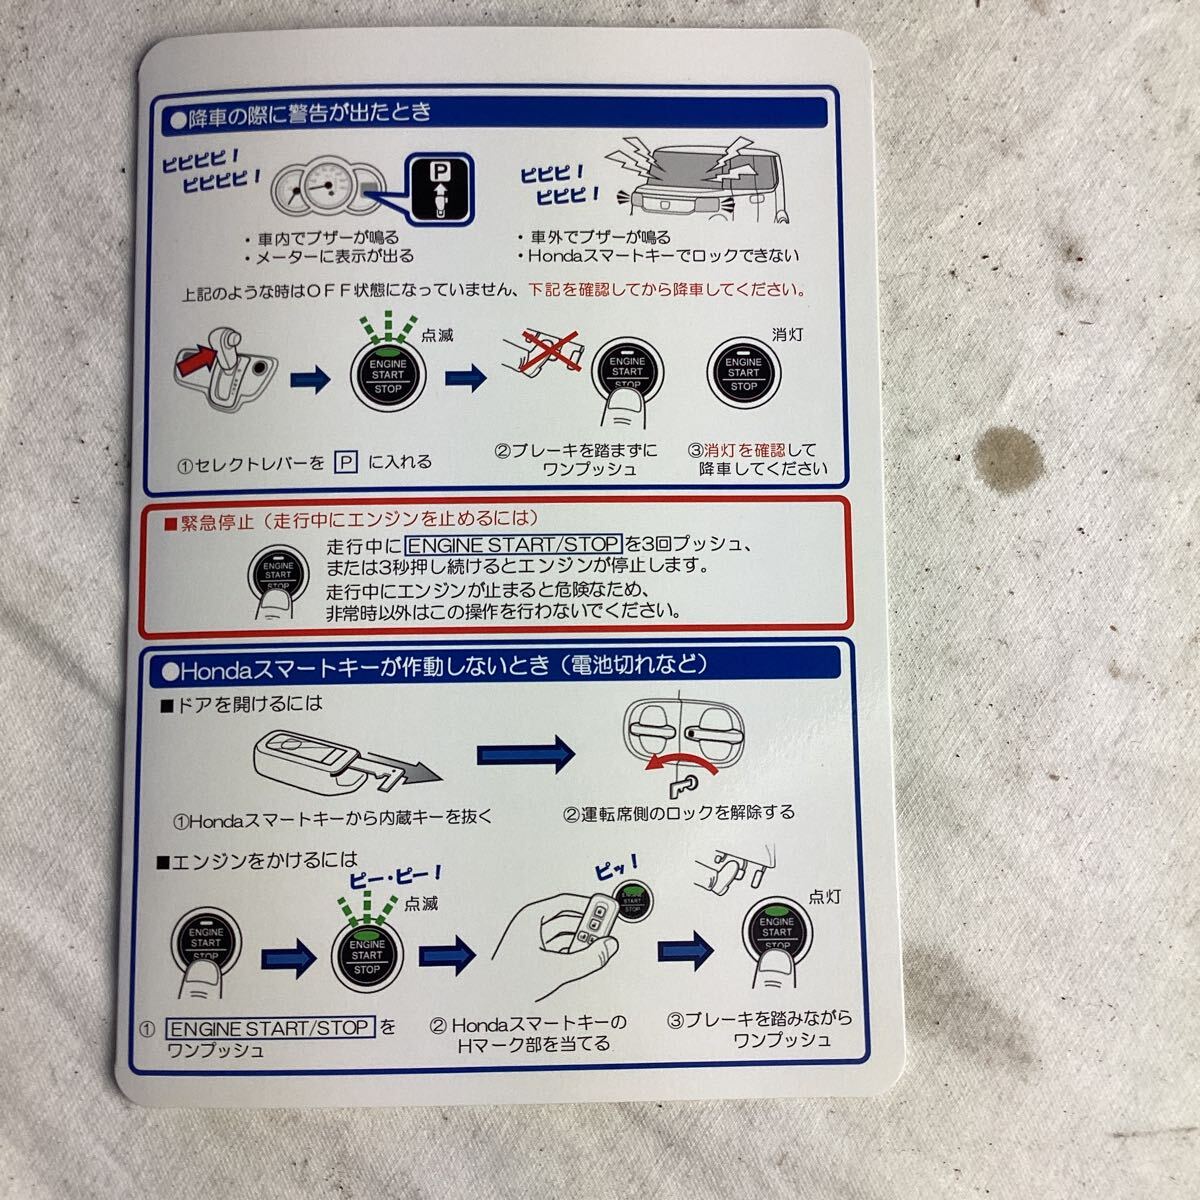 ●降車の際に警告が出たとき
ピピピピ！
ピピピピ！
P
ピピピ！
ピピピ！
・車内でブザーが鳴る
・メーターに表示が出る
・車外でブザーが鳴る
・Hondaスマートキーでロックできない
上記のような時はOFF状態になっていません、下記を確認してから降車してください。
点滅
ENGINE
START
STOP
ENGINE
START
STOP
消灯
ENGINE
START
STOP
①セレクトレバーを P に入れる
②ブレーキを踏まずに
ワンプッシュ
③消灯を確認して
降車してください
■緊急停止（走行中にエンジンを止めるには）
ENGINE
START
STOP
走行中に ENGINE START/STOP を3回プッシュ、
または3秒押し続けるとエンジンが停止します。
走行中にエンジンが止まると危険なため、
非常時以外はこの操作を行わないでください。
●Hondaスマートキーが作動しないとき（電池切れなど）
■ドアを開けるには
①Hondaスマートキーから内蔵キーを抜く
②運転席側のロックを解除する
■エンジンをかけるには
ENGINE
START
STOP
ピー・ピー！
点滅
ENGINE
START
STOP
ピッ！
ENGINE
START
STOP
点灯
ENGINE
START
STOP
① ENGINE START/STOP を
ワンプッシュ
② Hondaスマートキーの
Hマーク部を当てる
③ブレーキを踏みながら
ワンプッシュ